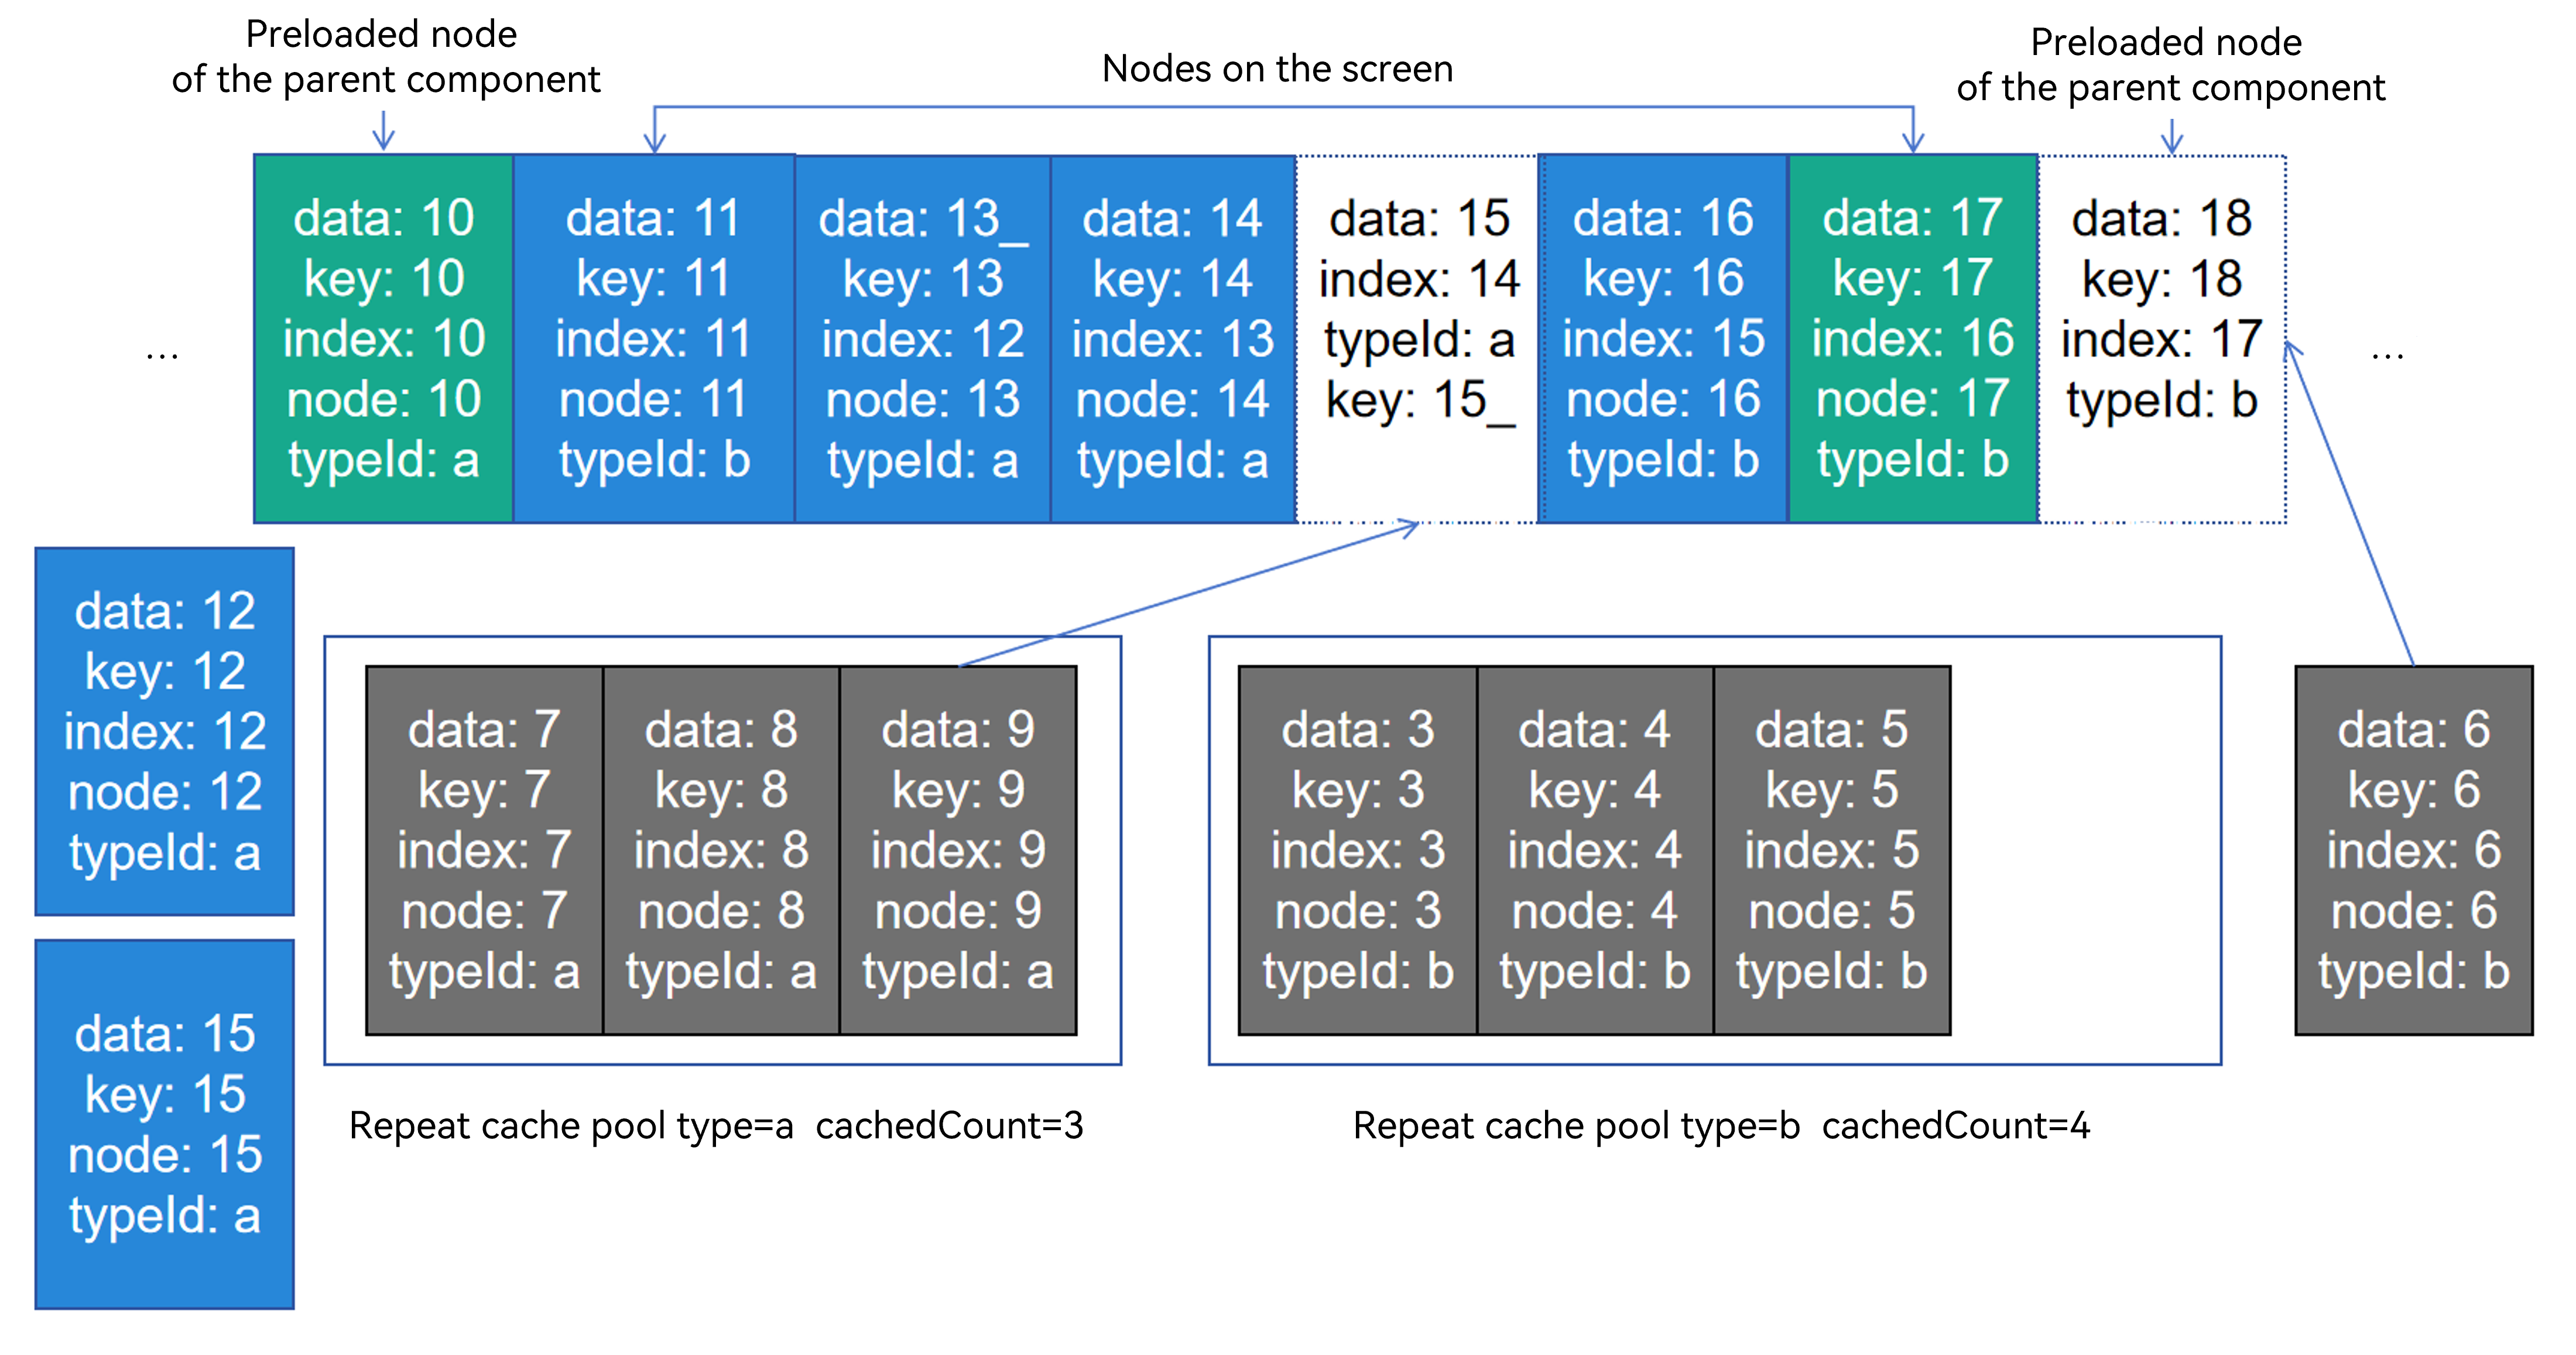 Preloaded node
of the parent component
Nodes on the screen
Preloaded node
of the parent component
...
data: 10
key: 10
index: 10
node: 10
typeId: a
data: 11
key: 11
index: 11
node: 11
typeId: b
data: 13_
key: 13
index: 12
node: 13
typeId: a
data: 14
key: 14
index: 13
node: 14
typeId: a
data: 15
index: 14
typeId: a
key: 15_
data: 16
key: 16
index: 15
node: 16
typeId: b
data: 17
key: 17
index: 16
node: 17
typeId: b
data: 18
key: 18
index: 17
typeId: b
...
data: 12
key: 12
index: 12
node: 12
typeId: a
data: 15
key: 15
node: 15
typeId: a
data: 7
key: 7
index: 7
node: 7
typeId: a
data: 8
key: 8
index: 8
node: 8
typeId: a
data: 9
key: 9
index: 9
node: 9
typeId: a
Repeat cache pool type=a  cachedCount=3
data: 3
key: 3
index: 3
node: 3
typeId: b
data: 4
key: 4
index: 4
node: 4
typeId: b
data: 5
key: 5
index: 5
node: 5
typeId: b
Repeat cache pool type=b  cachedCount=4
data: 6
key: 6
index: 6
node: 6
typeId: b